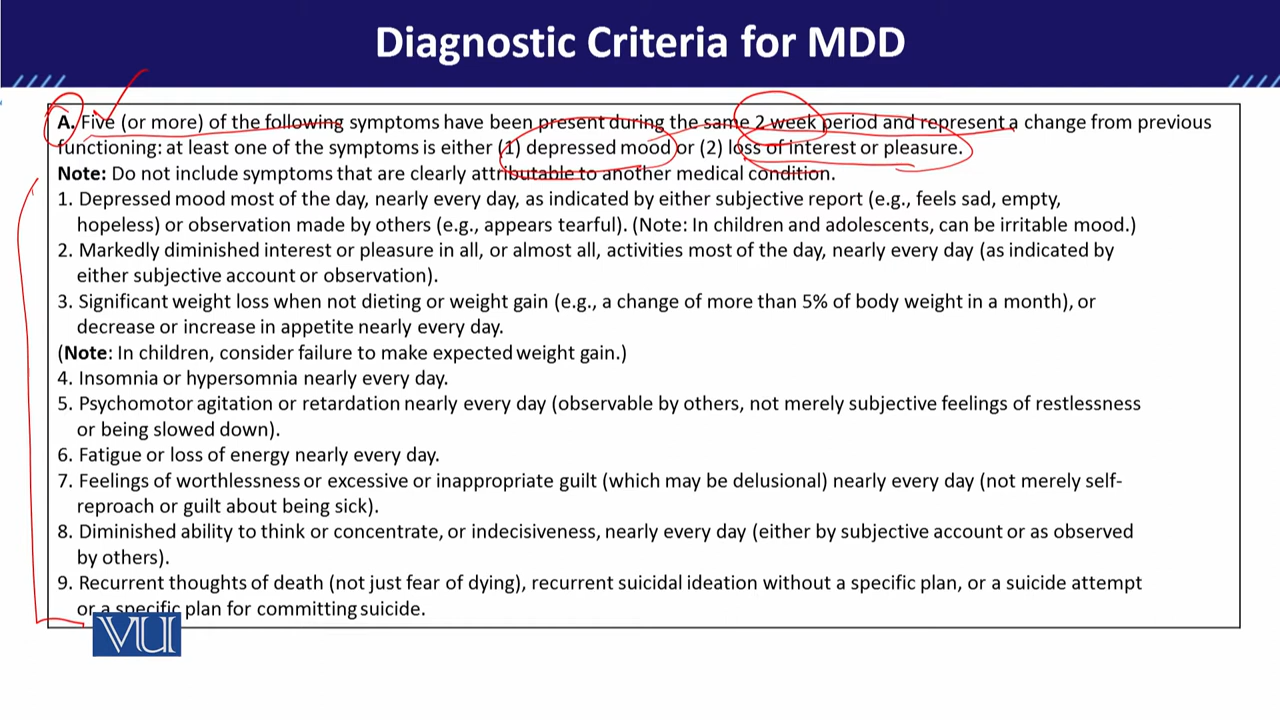 Diagnostic Criteria for MDD
A. Five (or more) of the following symptoms have been present during the same 2 week period and represent a change from previous
functioning: at least one of the symptoms is either (1) depressed mood or (2) loss of interest or pleasure.
Note: Do not include symptoms that are clearly attributable to another medical condition.
1. Depressed mood most of the day, nearly every day, as indicated by either subjective report (e.g., feels sad, empty,
hopeless) or observation made by others (e.g., appears tearful). (Note: In children and adolescents, can be irritable mood.)
2. Markedly diminished interest or pleasure in all, or almost all, activities most of the day, nearly every day (as indicated by
either subjective account or observation).
3. Significant weight loss when not dieting or weight gain (e.g., a change of more than 5% of body weight in a month), or
decrease or increase in appetite nearly every day.
(Note: In children, consider failure to make expected weight gain.)
4. Insomnia or hypersomnia nearly every day.
5. Psychomotor agitation or retardation nearly every day (observable by others, not merely subjective feelings of restlessness
or being slowed down).
6. Fatigue or loss of energy nearly every day.
7. Feelings of worthlessness or excessive or inappropriate guilt (which may be delusional) nearly every day (not merely self-
reproach or guilt about being sick).
8. Diminished ability to think or concentrate, or indecisiveness, nearly every day (either by subjective account or as observed
by others).
9. Recurrent thoughts of death (not just fear of dying), recurrent suicidal ideation without a specific plan, or a suicide attempt
or a specific plan for committing suicide.
VU